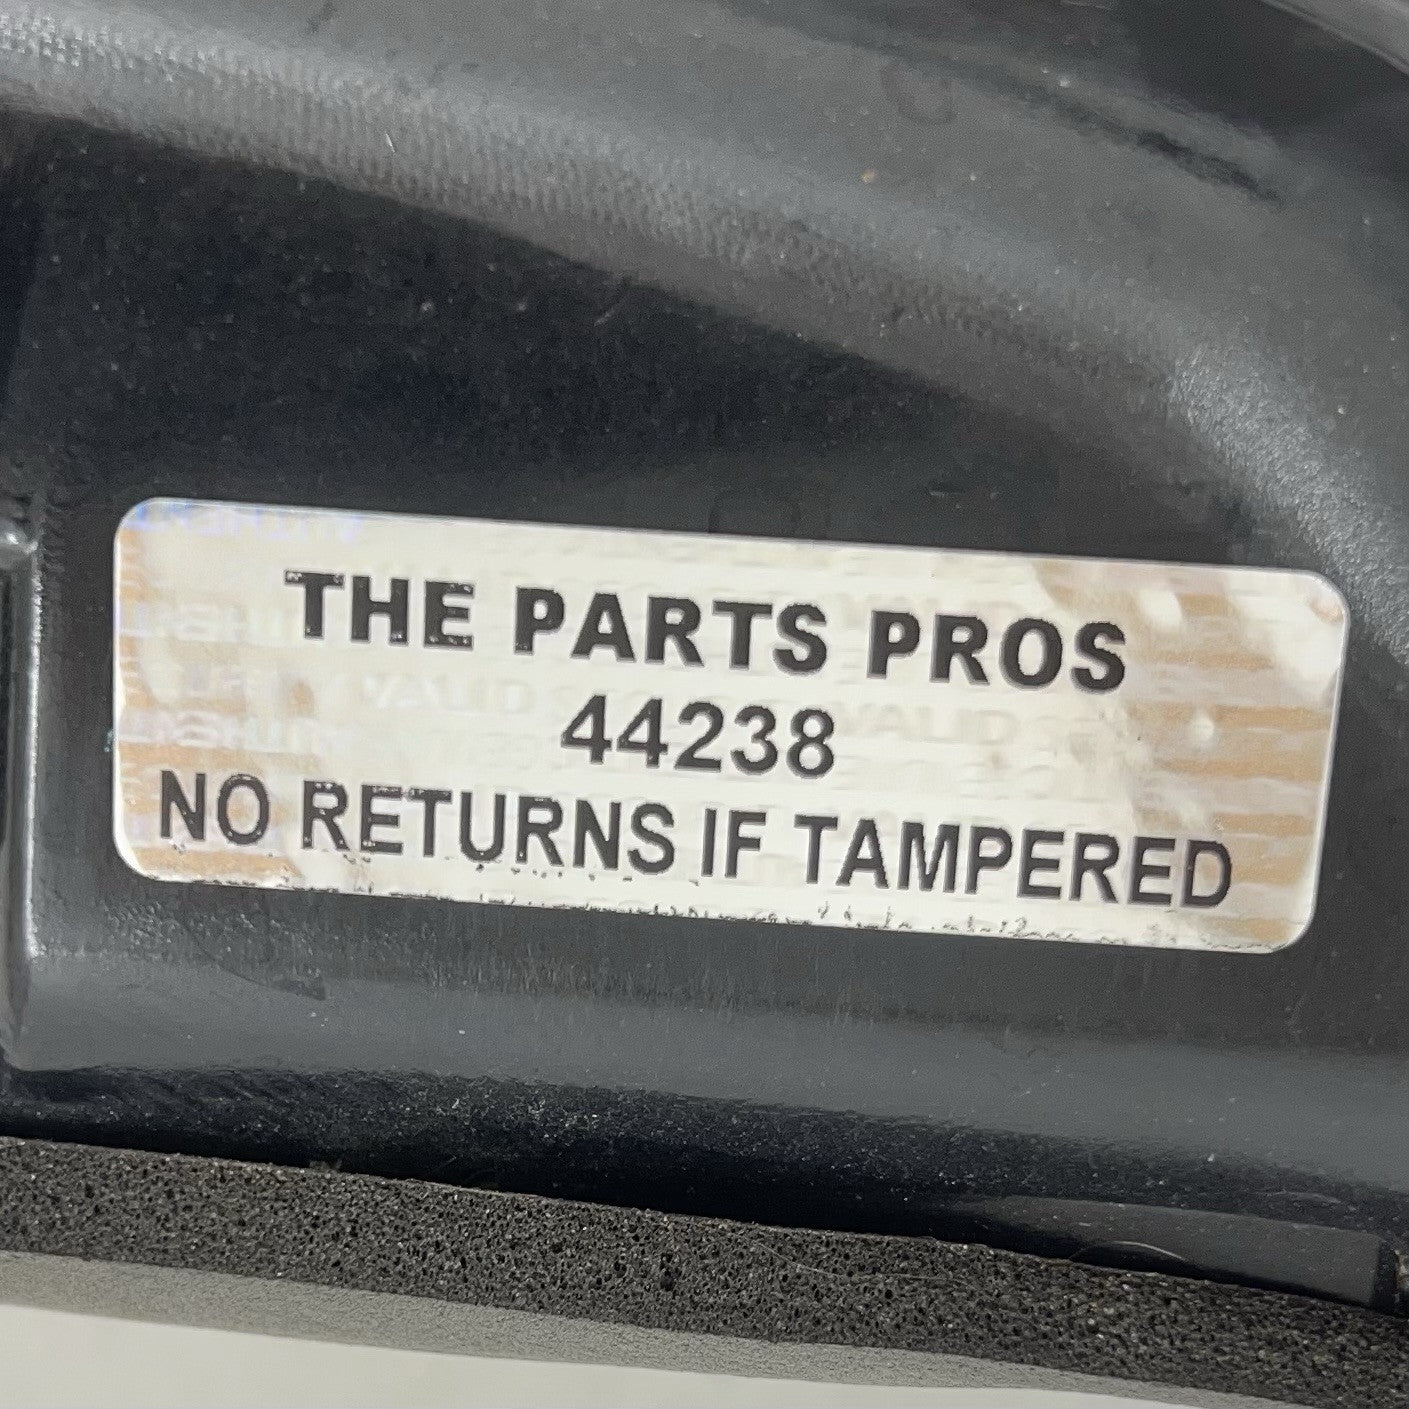 THE PARTS PROS
44238
NO RETURNS IF TAMPERED